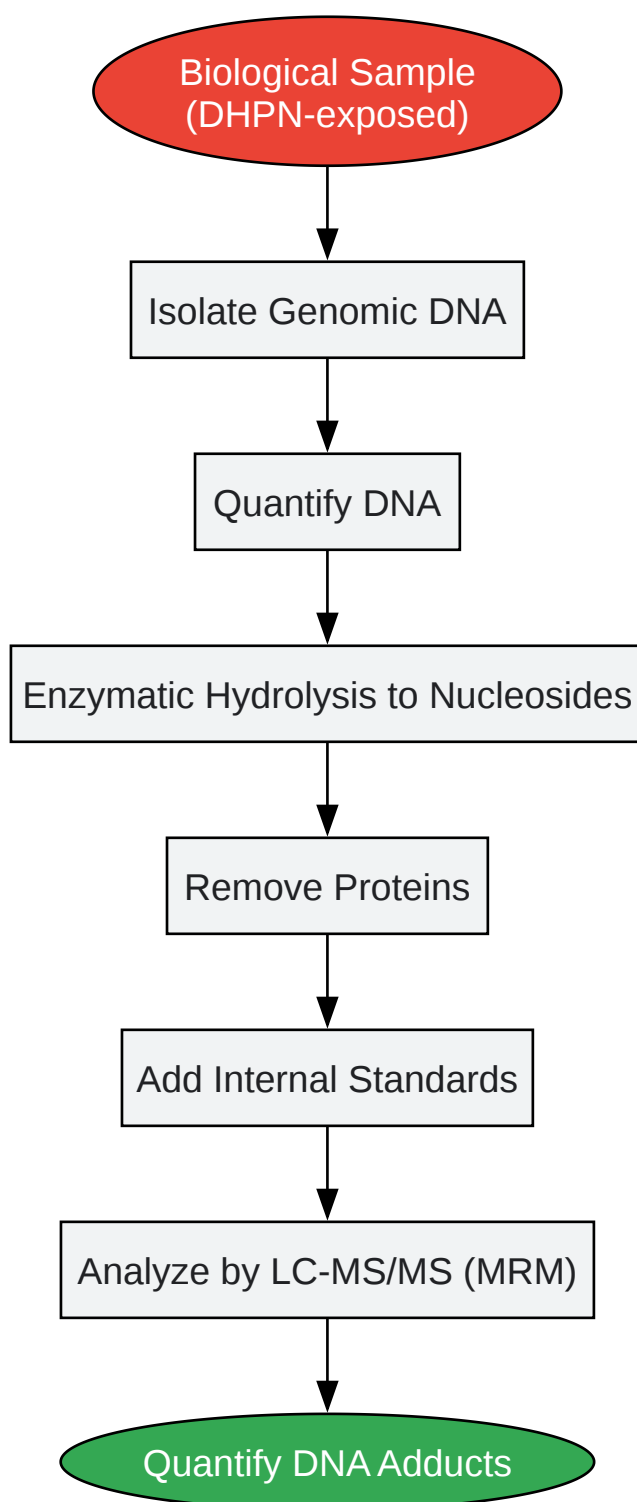 Biological Sample
(DHPN-exposed)
Isolate Genomic DNA
Quantify DNA
Enzymatic Hydrolysis to Nucleosides
Remove Proteins
Add Internal Standards
Analyze by LC-MS/MS (MRM)
Quantify DNA Adducts